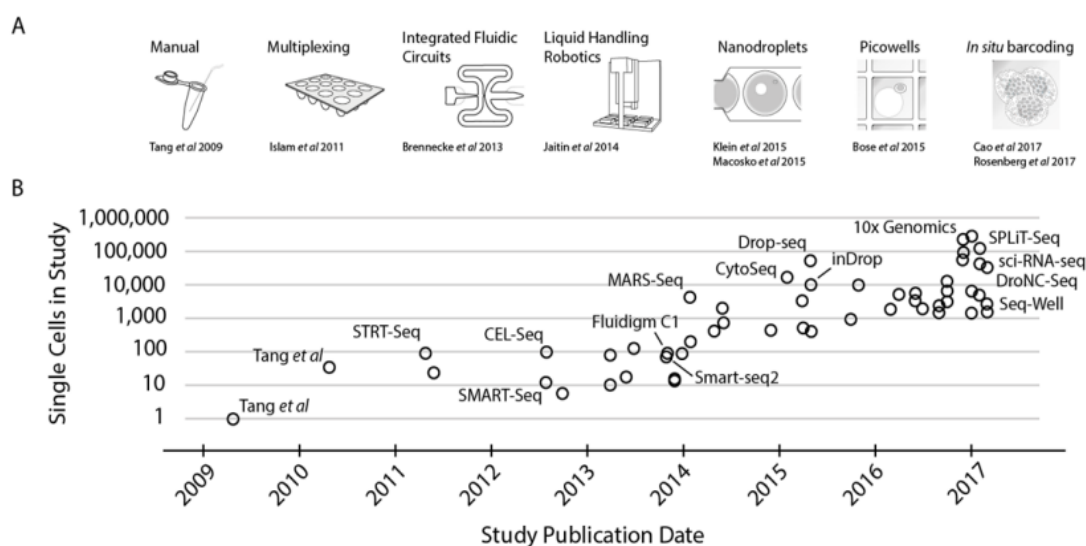 A
Manual
Multiplexing
Integrated Fluidic
Circuits
Liquid Handling
Robotics
Nanodroplets
Picowells
In situ barcoding
Tang et al 2009
Islam et al 2011
Brennecke et al 2013
Jaitin et al 2014
Klein et al 2015
Macosko et al 2015
Bose et al 2015
Cao et al 2017
Rosenberg et al 2017
B
Single Cells in Study
1,000,000
100,000
10,000
1,000
100
10
1
Tang et al
Tang et al
STRT-Seq
CEL-Seq
SMART-Seq
Fluidigm C1
Smart-seq2
MARS-Seq
CytoSeq
Drop-seq
inDrop
10x Genomics
SPLiT-Seq
sci-RNA-seq
DroNC-Seq
Seq-Well
2009
2010
2011
2012
2013
2014
2015
2016
2017
Study Publication Date